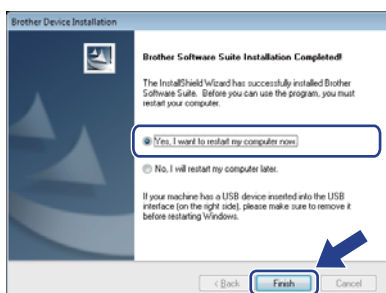 Brother Device Installation
Brother Software Suite Installation Completed!
The InstallShield Wizard has successfully installed Brother
Software Suite. Before you can use the program, you must
restart your computer.
Yes, I want to restart my computer now.
No, I will restart my computer later.
If your machine has a USB device inserted into the USB
interface (on the right side), please make sure to remove it
before restarting Windows.
< Back
Finish
Cancel